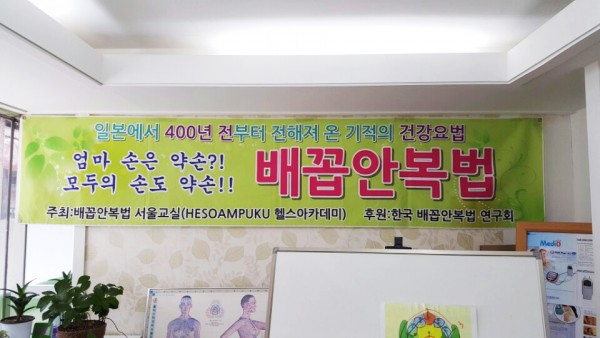 일본에서 400년 전부터 전해져 온 기적의 건강요법
엄마 손은 약손?!
모두의 손도 약손!!
배꼽안복법
주최:배꼽안복법 서울교실(HESOAMPUKU 헬스아카데미) 후원:한국 배꼽안복법 연구회